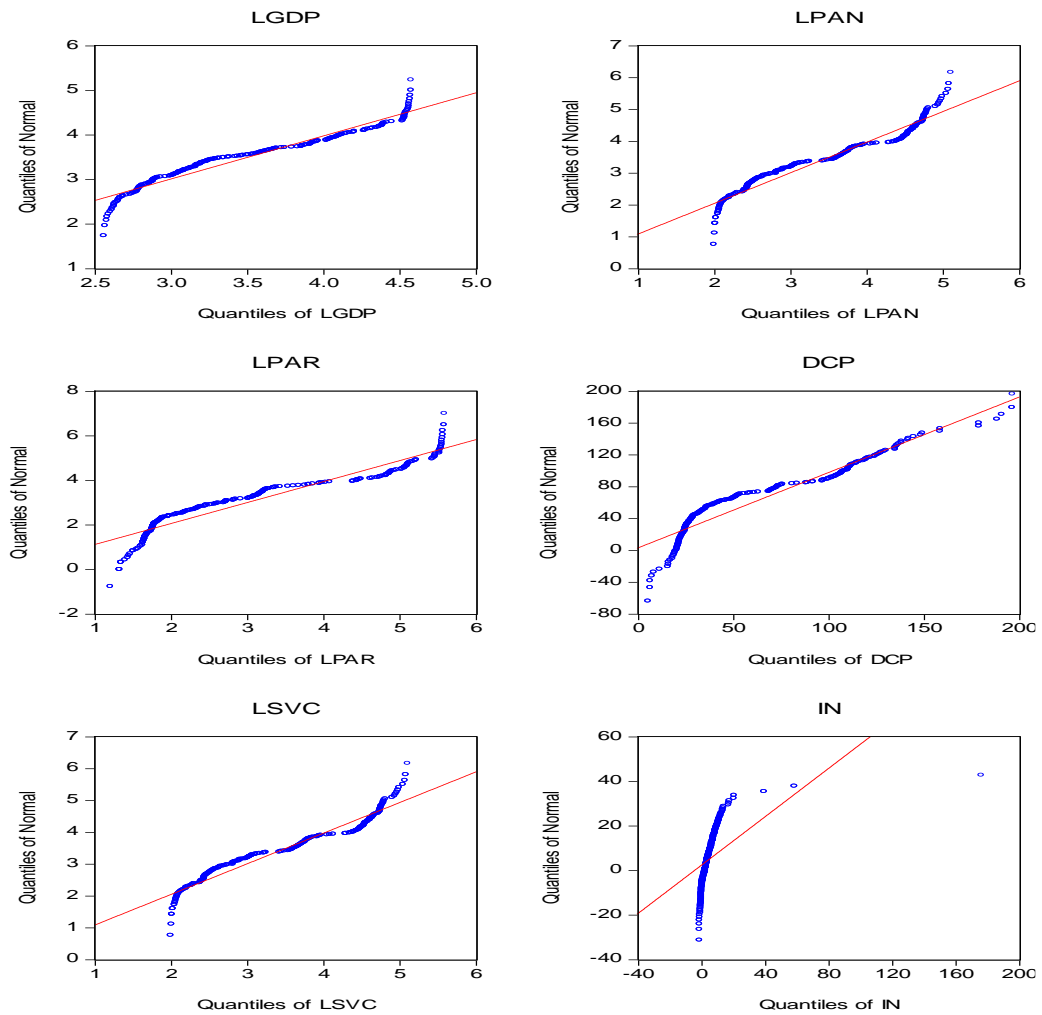 LGDP
6
5
4
3
2
1
2.5 3.0 3.5 4.0 4.5 5.0
Quantiles of Normal
Quantiles of LGDP
LPAN
7
6
5
4
3
2
1
0
1 2 3 4 5 6
Quantiles of Normal
Quantiles of LPAN
LPAR
8
6
4
2
0
-2
1 2 3 4 5 6
Quantiles of Normal
Quantiles of LPAR
DCP
200
160
120
80
40
0
-40
-80
0 50 100 150 200
Quantiles of Normal
Quantiles of DCP
LSVC
7
6
5
4
3
2
1
0
1 2 3 4 5 6
Quantiles of Normal
Quantiles of LSVC
IN
60
40
20
0
-20
-40
-40 0 40 80 120 160 200
Quantiles of Normal
Quantiles of IN